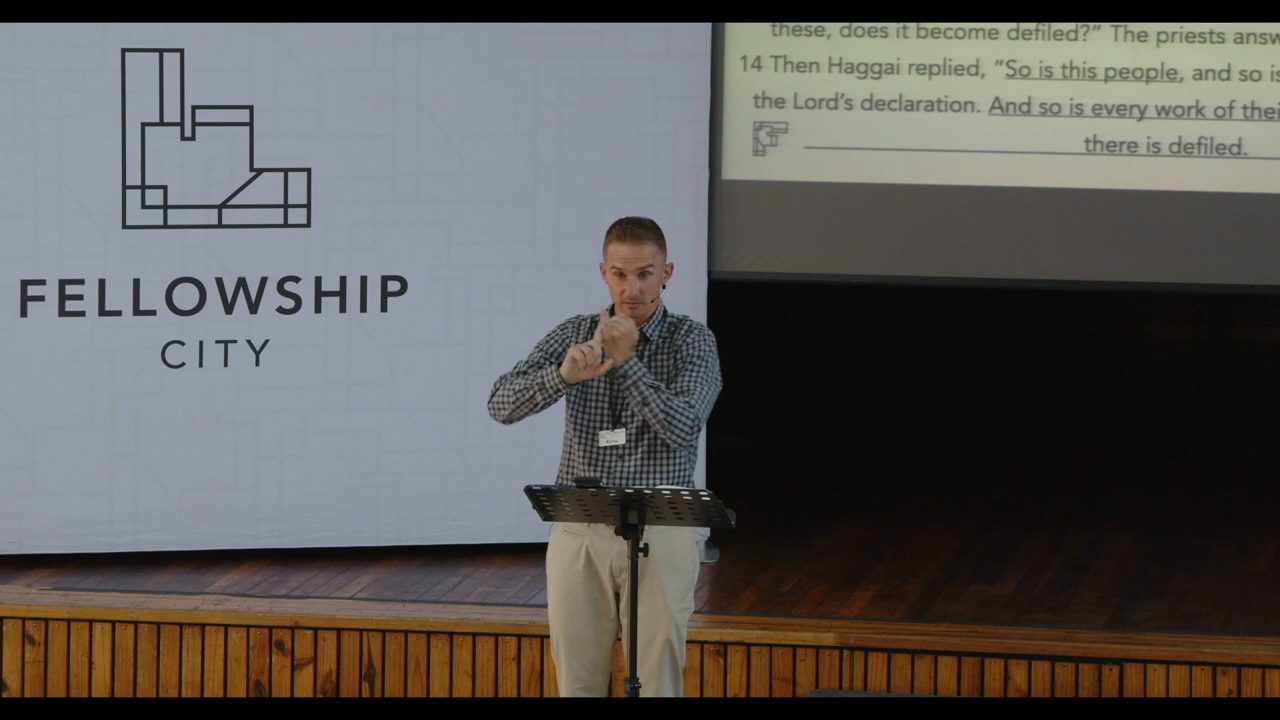 FELLOWSHIP
CITY
these, does it become defiled?” The priests answ
14 Then Haggai replied, “So is this people, and so is
the Lord’s declaration. And so is every work of thei
there is defiled.